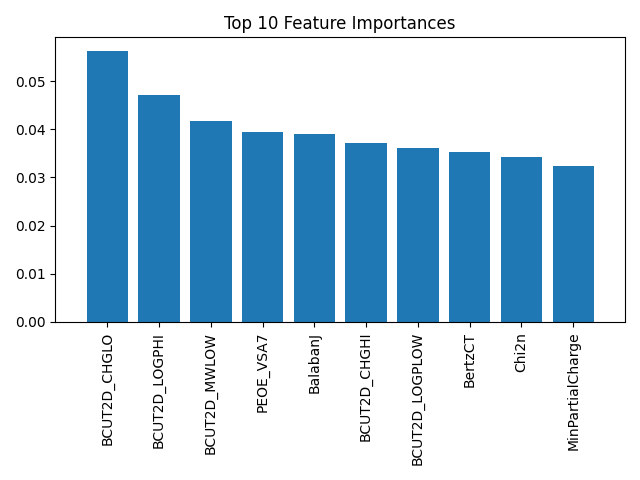 Top 10 Feature Importances
0.05
0.04
0.03
0.02
0.01
0.00
BCUT2D_CHGLO
BCUT2D_LOGPHI
BCUT2D_MWLOW
PEOE_VSA7
BalabanJ
BCUT2D_CHGHI
BCUT2D_LOGPLOW
BertzCT
Chi2n
MinPartialCharge